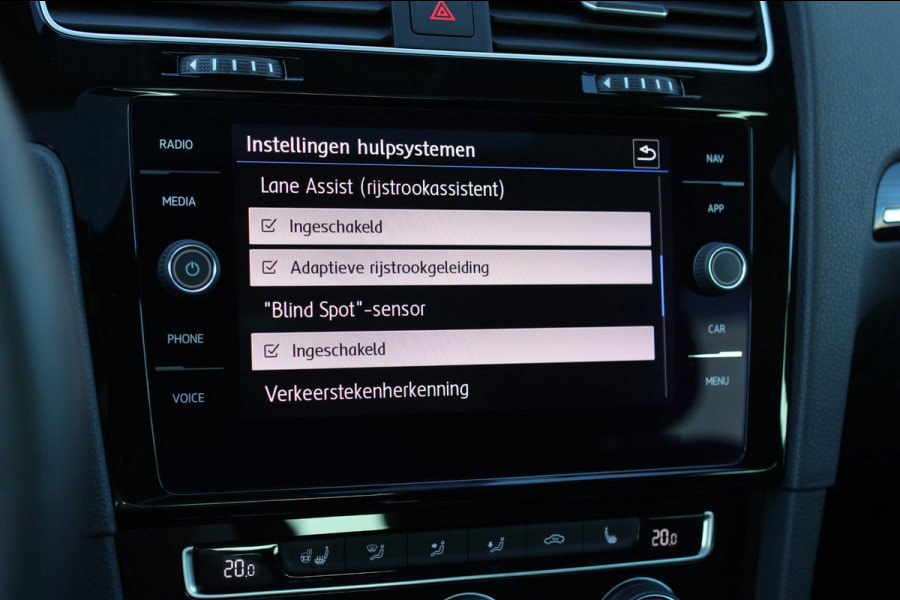 RADIO
MEDIA
PHONE
VOICE
Instellingen hulpsystemen
Lane Assist (rijstrookassistent)
Ingeschakeld
Adaptieve rijstrookgeleiding
"Blind Spot"-sensor
Ingeschakeld
Verkeerstekenherkenning
NAV
APP
CAR
MENU
20.0
20.0